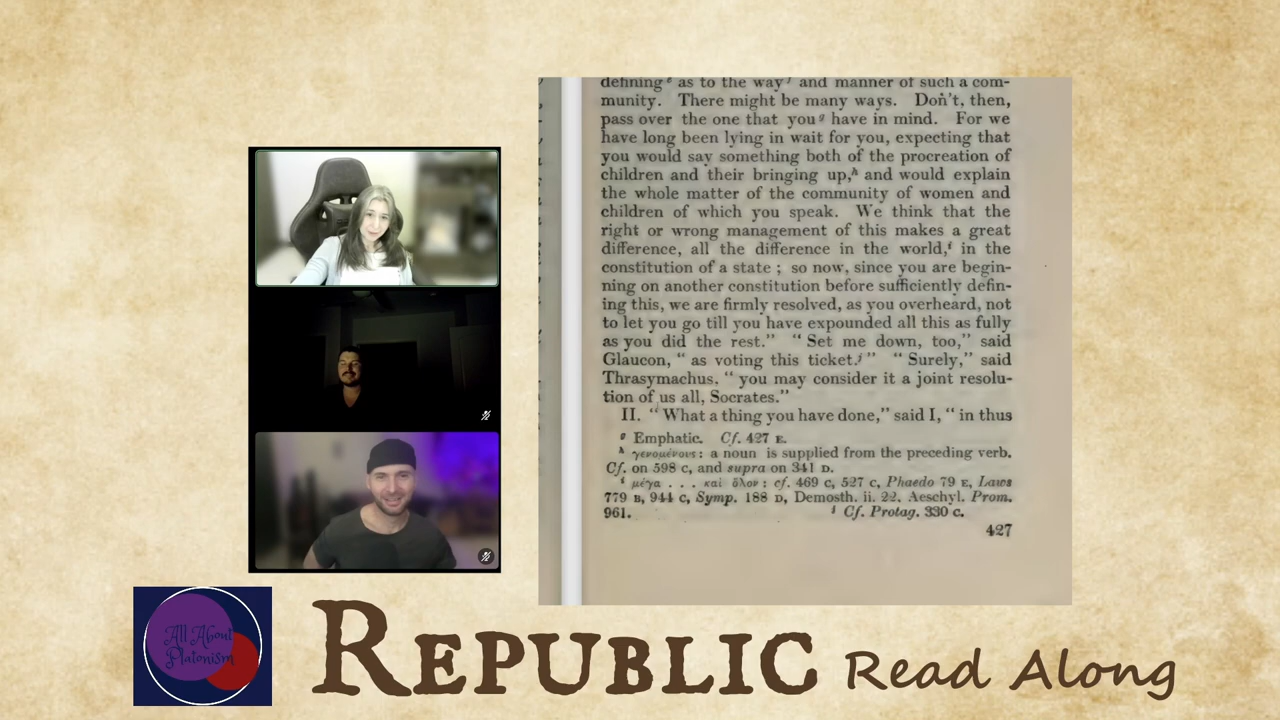 defining ᵉ as to the way ᶠ and manner of such a com-
munity. There might be many ways. Don't, then,
pass over the one that you ᵍ have in mind. For we
have long been lying in wait for you, expecting that
you would say something both of the procreation of
children and their bringing up,ʰ and would explain
the whole matter of the community of women and
children of which you speak. We think that the
right or wrong management of this makes a great
difference, all the difference in the world,ⁱ in the
constitution of a state ; so now, since you are begin-
ning on another constitution before sufficiently defin-
ing this, we are firmly resolved, as you overheard, not
to let you go till you have expounded all this as fully
as you did the rest.” “ Set me down, too,” said
Glaucon, “ as voting this ticket.ʲ ” “ Surely,” said
Thrasymachus, “ you may consider it a joint resolu-
tion of us all, Socrates.”
II. “ What a thing you have done,” said I, “ in thus
ᵍ Emphatic. Cf. 427 E.
ʰ γενομένους : a noun is supplied from the preceding verb.
Cf. on 598 C, and supra on 341 D.
ⁱ μέγα . . . καὶ ὅλον : cf. 469 C, 527 C, Phaedo 79 E, Laws
779 B, 944 C, Symp. 188 D, Demosth. ii. 22. Aeschyl. Prom.
961. ʲ Cf. Protag. 330 C.
427
All About
Platonism
REPUBLIC Read Along